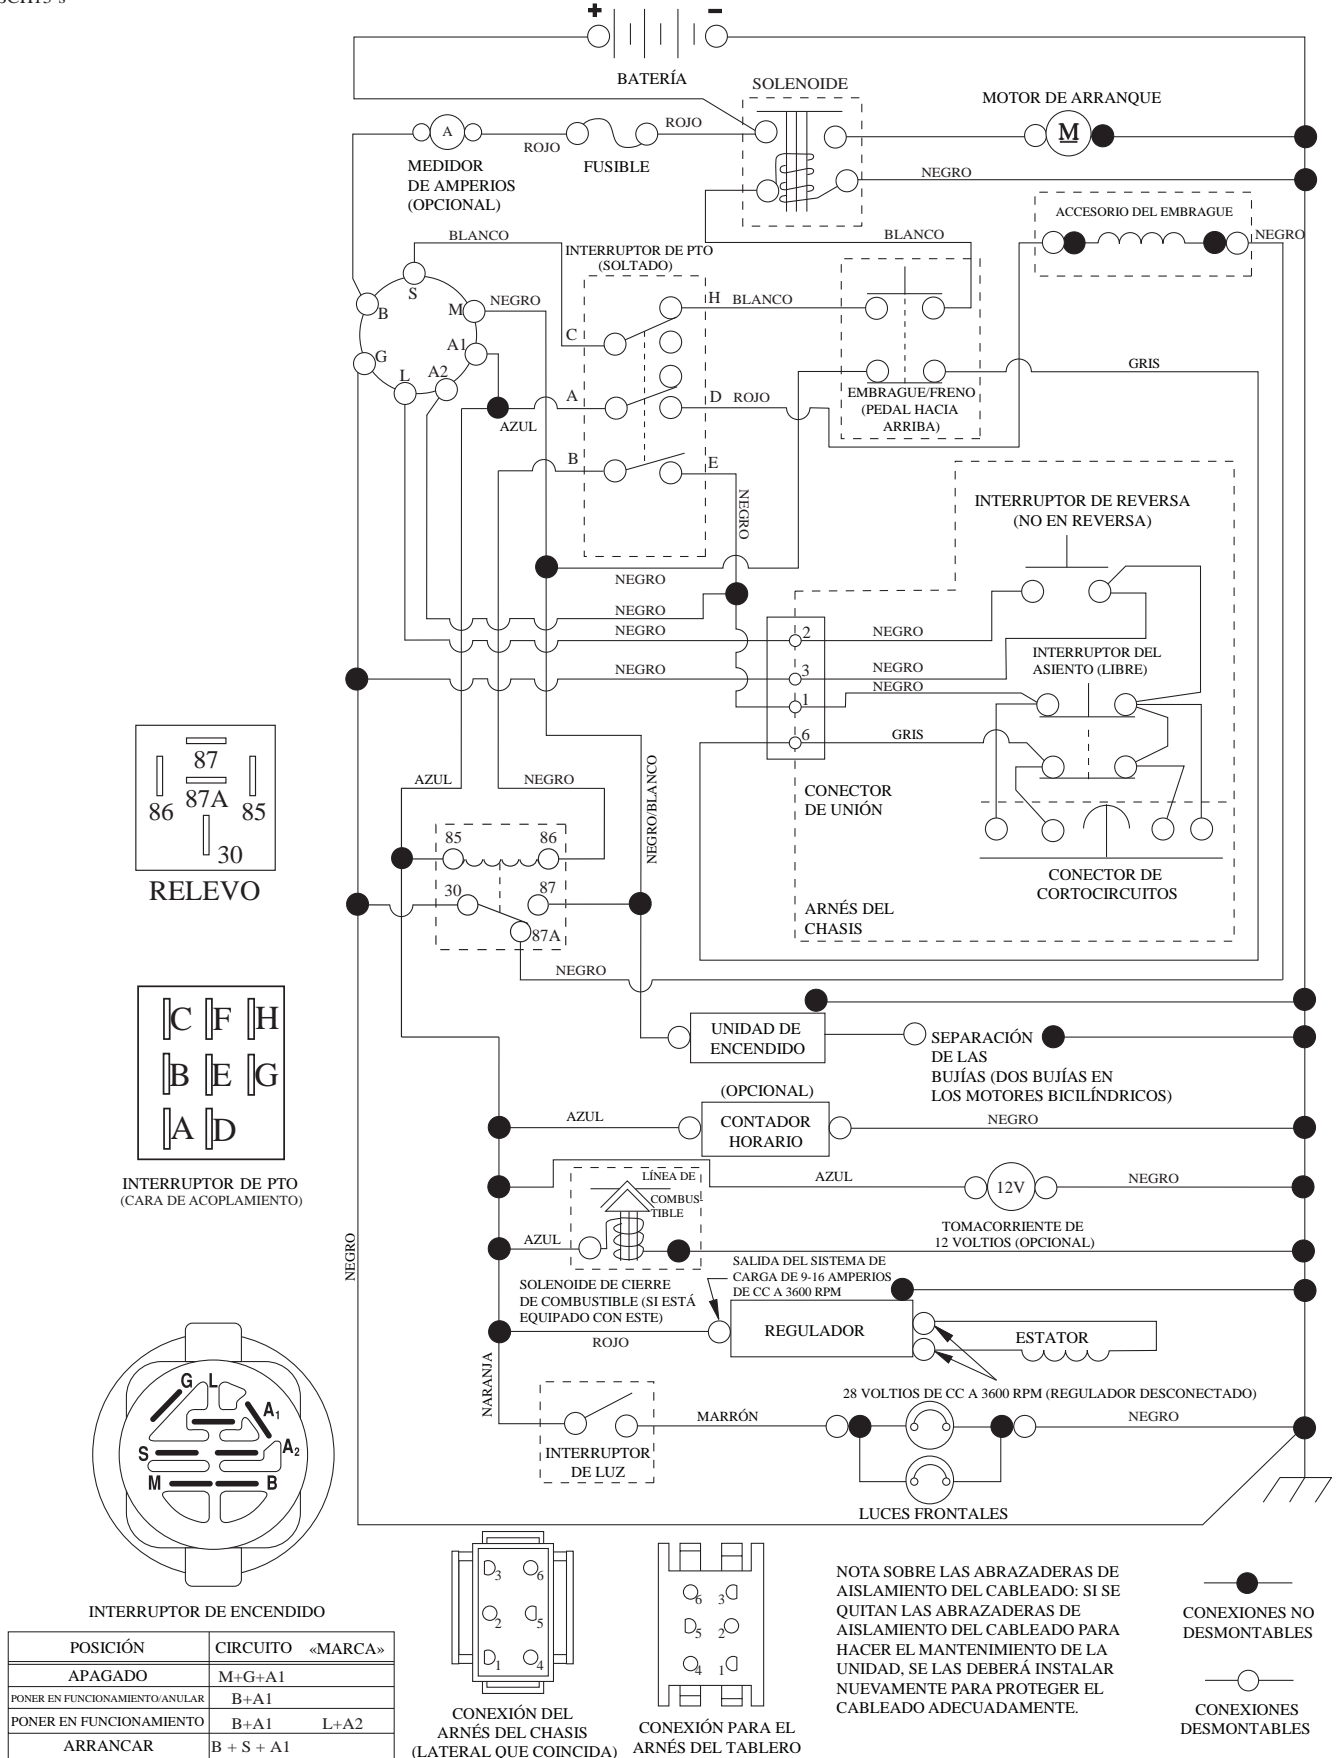 + −
BATERÍA
SOLENOIDE
MOTOR DE ARRANQUE
A
ROJO
ROJO
M
MEDIDOR
DE AMPERIOS
(OPCIONAL)
FUSIBLE
NEGRO
ACCESORIO DEL EMBRAGUE
NEGRO
BLANCO
INTERRUPTOR DE PTO
(SOLTADO)
BLANCO
S
B
M
NEGRO
A1
G
A2
L
H
BLANCO
C
A
AZUL
D
ROJO
B
E
GRIS
EMBRAGUE/FRENO
(PEDAL HACIA
ARRIBA)
NEGRO
INTERRUPTOR DE REVERSA
(NO EN REVERSA)
NEGRO
NEGRO
NEGRO
2
NEGRO
INTERRUPTOR DEL
ASIENTO (LIBRE)
NEGRO
3
NEGRO
NEGRO
1
6
GRIS
CONECTOR
DE UNIÓN
CONECTOR DE
CORTOCIRCUITOS
ARNÉS DEL
CHASIS
AZUL
NEGRO
NEGRO/BLANCO
85
86
30
87
87A
NEGRO
87
87A
86
85
30
RELEVO
C F H
B E G
A D
INTERRUPTOR DE PTO
(CARA DE ACOPLAMIENTO)
UNIDAD DE
ENCENDIDO
SEPARACIÓN
DE LAS
BUJÍAS (DOS BUJÍAS EN
LOS MOTORES BICILÍNDRICOS)
(OPCIONAL)
CONTADOR
HORARIO
AZUL
NEGRO
LÍNEA DE
COMBUS-
TIBLE
AZUL
12V
NEGRO
TOMACORRIENTE DE
12 VOLTIOS (OPCIONAL)
AZUL
NEGRO
SOLENOIDE DE CIERRE
DE COMBUSTIBLE (SI ESTÁ
EQUIPADO CON ESTE)
SALIDA DEL SISTEMA DE
CARGA DE 9-16 AMPERIOS
DE CC A 3600 RPM
ROJO
REGULADOR
ESTATOR
28 VOLTIOS DE CC A 3600 RPM (REGULADOR DESCONECTADO)
NARANJA
INTERRUPTOR
DE LUZ
MARRÓN
NEGRO
LUCES FRONTALES
G L
A1
A2
S
M B
INTERRUPTOR DE ENCENDIDO
POSICIÓN CIRCUITO «MARCA»
APAGADO M+G+A1
PONER EN FUNCIONAMIENTO/ANULAR B+A1
PONER EN FUNCIONAMIENTO B+A1 L+A2
ARRANCAR B + S + A1
3 6
2 5
1 4
CONEXIÓN DEL
ARNÉS DEL CHASIS
(LATERAL QUE COINCIDA)
6 3
5 2
4 1
CONEXIÓN PARA EL
ARNÉS DEL TABLERO
NOTA SOBRE LAS ABRAZADERAS DE
AISLAMIENTO DEL CABLEADO: SI SE
QUITAN LAS ABRAZADERAS DE
AISLAMIENTO DEL CABLEADO PARA
HACER EL MANTENIMIENTO DE LA
UNIDAD, SE LAS DEBERÁ INSTALAR
NUEVAMENTE PARA PROTEGER EL
CABLEADO ADECUADAMENTE.
CONEXIONES NO
DESMONTABLES
CONEXIONES
DESMONTABLES